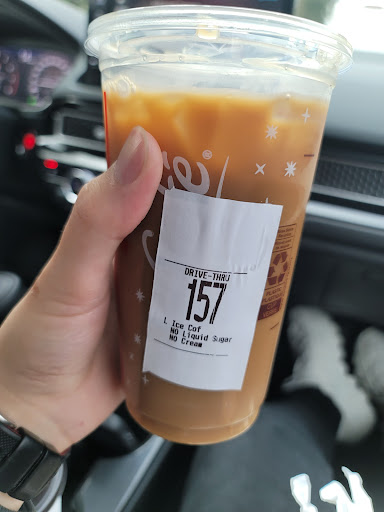 DRIVE-THRU
157
L Ice Cof
NO Liquid Sugar
NO Cream